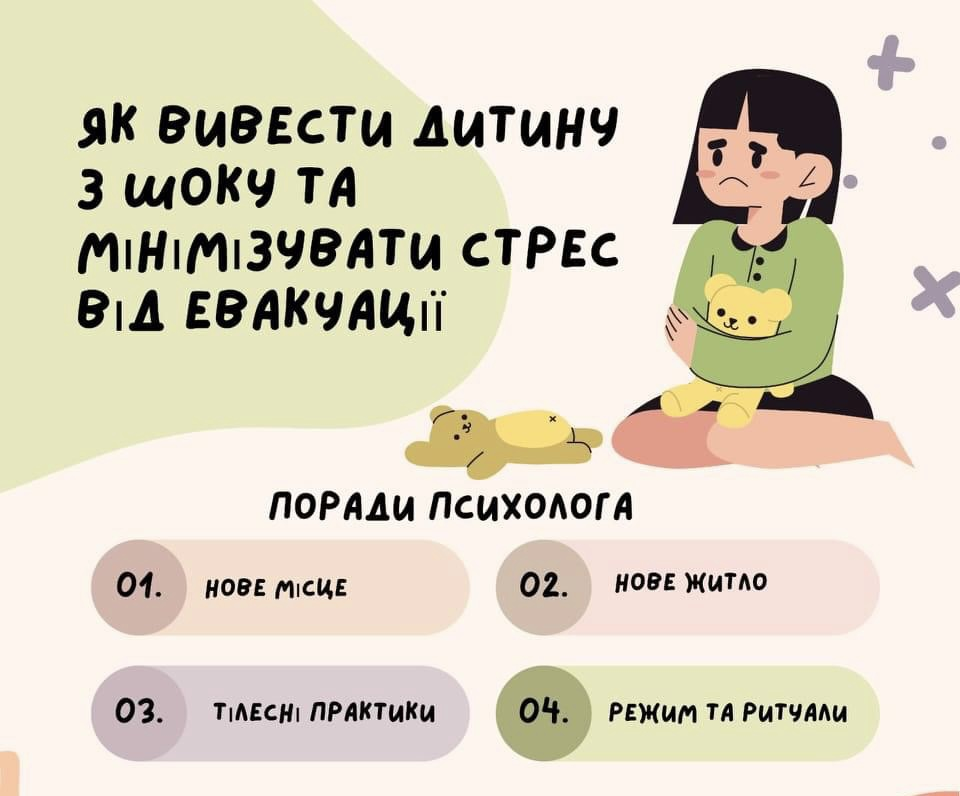 ЯК ВИВЕСТИ ДИТИНУ
З ШОКУ ТА
МІНІМІЗУВАТИ СТРЕС
ВІД ЕВАКУАЦІЇ
ПОРАДИ ПСИХОЛОГА
01. НОВЕ МІСЦЕ
02. НОВЕ ЖИТЛО
03. ТІЛЕСНІ ПРАКТИКИ
04. РЕЖИМ ТА РИТУАЛИ